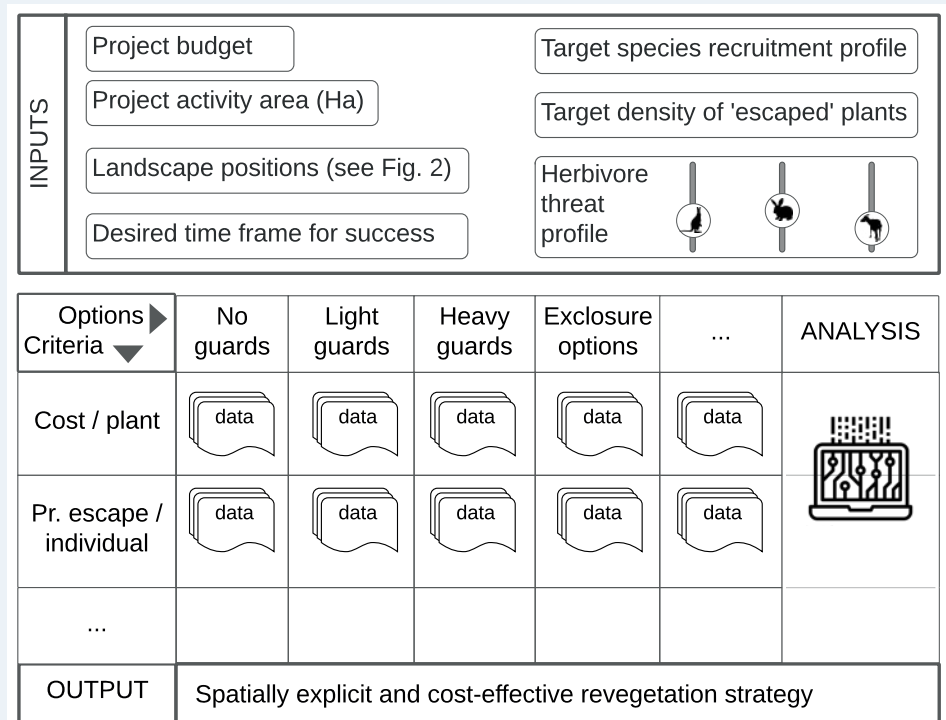 INPUTS
Project budget
Project activity area (Ha)
Landscape positions (see Fig. 2)
Desired time frame for success
Target species recruitment profile
Target density of 'escaped' plants
Herbivore
threat
profile
Options
Criteria
No
guards
Light
guards
Heavy
guards
Exclosure
options
...
ANALYSIS
Cost / plant
data
data
data
data
data
Pr. escape /
individual
data
data
data
data
data
...
OUTPUT
Spatially explicit and cost-effective revegetation strategy